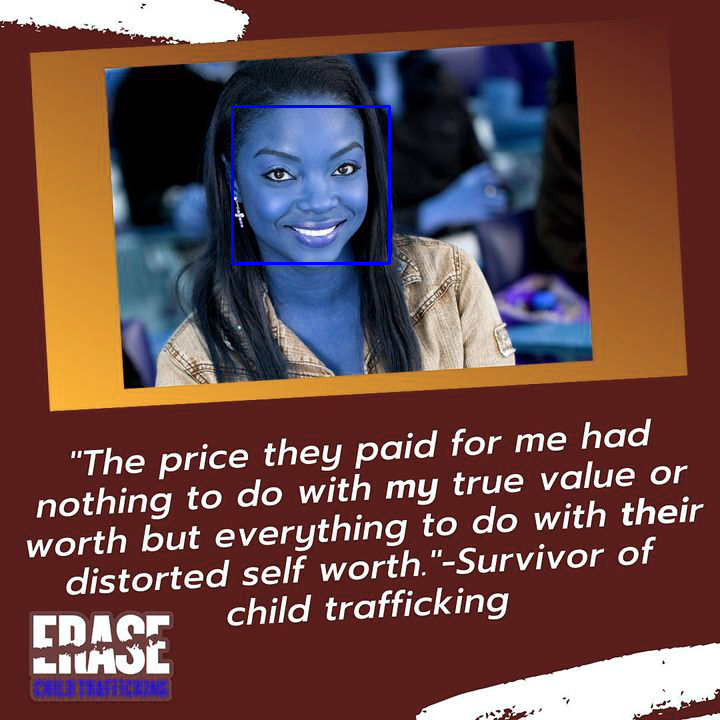 "The price they paid for me had
nothing to do with my true value or
worth but everything to do with their
distorted self worth."-Survivor of
child trafficking
ERASE
CHILD TRAFFICKING